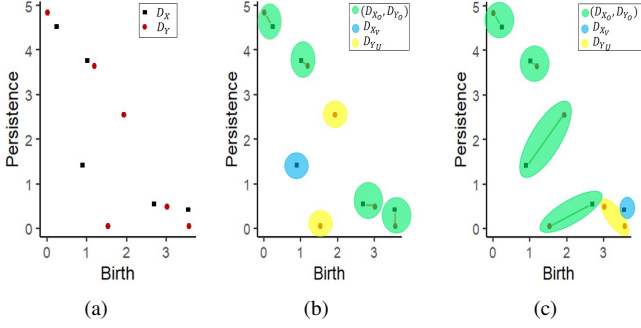 5
4
3
2
1
0
Persistence
0 1 2 3
Birth
D_X
D_Y
(a)
5
4
3
2
1
0
Persistence
0 1 2 3
Birth
(D_{X_O}, D_{Y_O})
D_{X_V}
D_{Y_U}
(b)
5
4
3
2
1
0
Persistence
0 1 2 3
Birth
(D_{X_O}, D_{Y_O})
D_{X_V}
D_{Y_U}
(c)